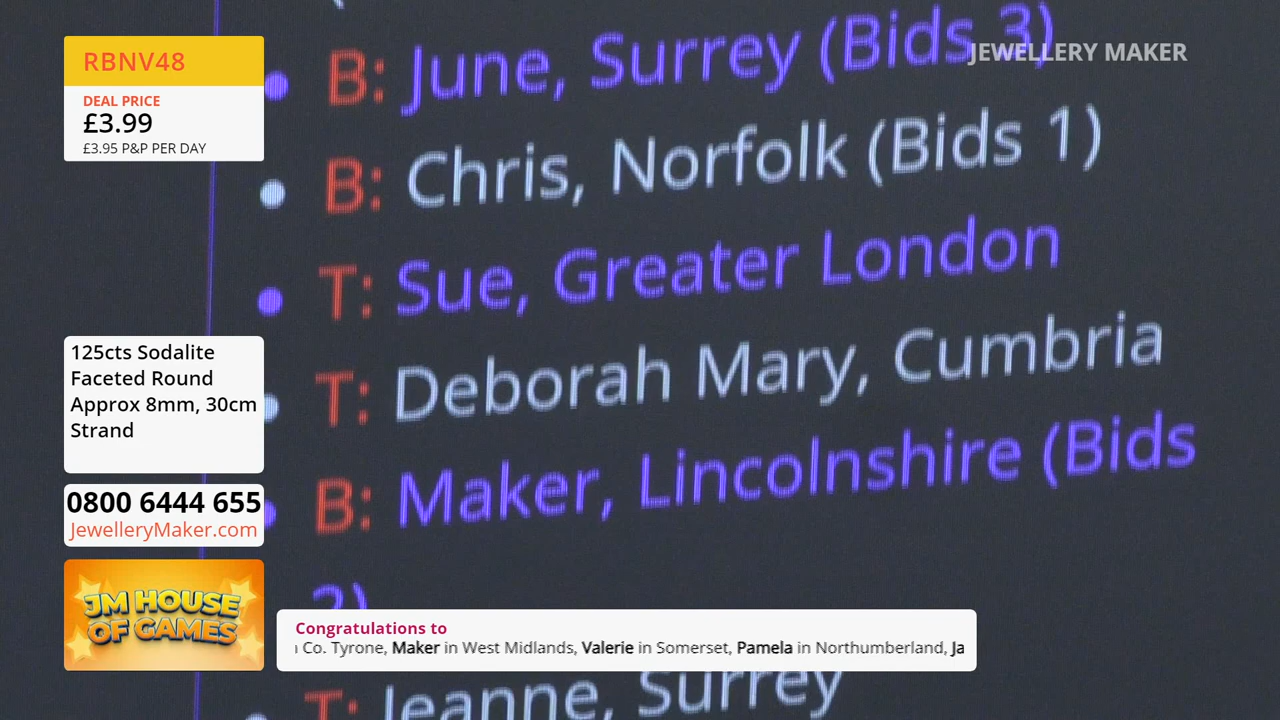 RBNV48
DEAL PRICE
£3.99
£3.95 P&P PER DAY
JEWELLERY MAKER
B: June, Surrey (Bids 3)
B: Chris, Norfolk (Bids 1)
T: Sue, Greater London
T: Deborah Mary, Cumbria
B: Maker, Lincolnshire (Bids
2)
T: Jeanne, Surrey
125cts Sodalite
Faceted Round
Approx 8mm, 30cm
Strand
0800 6444 655
JewelleryMaker.com
JM HOUSE
OF GAMES
Congratulations to
Co. Tyrone, Maker in West Midlands, Valerie in Somerset, Pamela in Northumberland, Ja